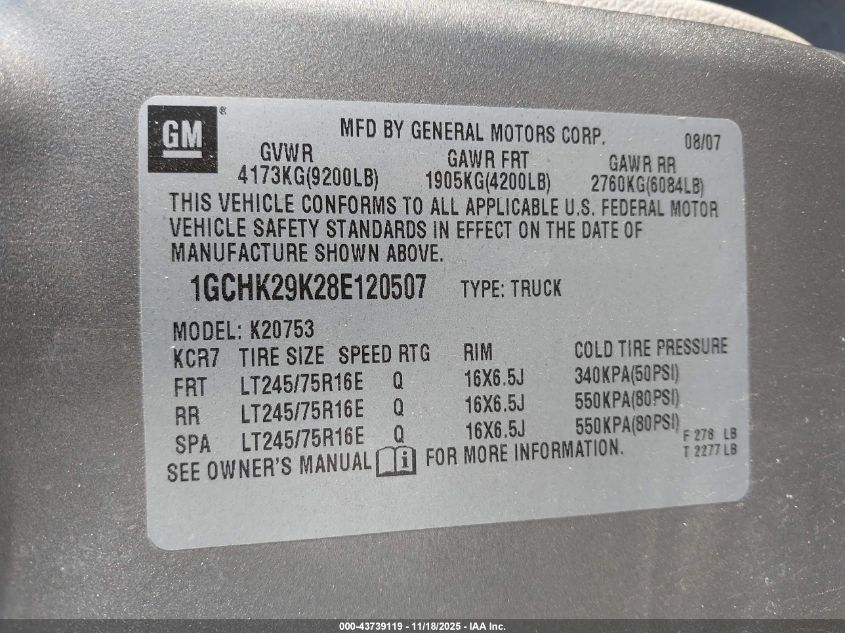 GM ®
MFD BY GENERAL MOTORS CORP. 08/07
GVWR GAWR FRT GAWR RR
4173KG(9200LB) 1905KG(4200LB) 2760KG(6084LB)
THIS VEHICLE CONFORMS TO ALL APPLICABLE U.S. FEDERAL MOTOR
VEHICLE SAFETY STANDARDS IN EFFECT ON THE DATE OF
MANUFACTURE SHOWN ABOVE.
1GCHK29K28E120507 TYPE: TRUCK
MODEL: K20753
KCR7 TIRE SIZE SPEED RTG RIM COLD TIRE PRESSURE
FRT LT245/75R16E Q 16X6.5J 340KPA(50PSI)
RR LT245/75R16E Q 16X6.5J 550KPA(80PSI)
SPA LT245/75R16E Q 16X6.5J 550KPA(80PSI)
F 278 LB
T 2277 LB
SEE OWNER'S MANUAL i FOR MORE INFORMATION.
000-43739119 - 11/18/2025 - IAA Inc.